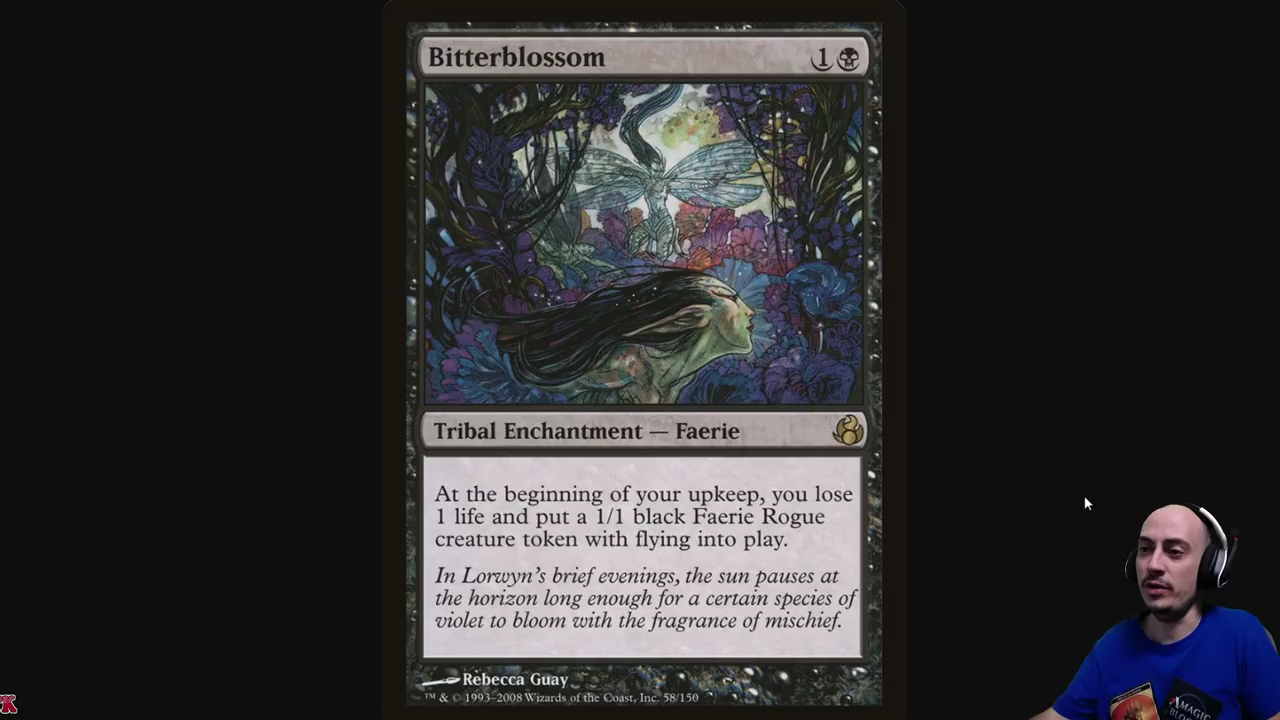 Bitterblossom 1
Tribal Enchantment — Faerie
At the beginning of your upkeep, you lose
1 life and put a 1/1 black Faerie Rogue
creature token with flying into play.
In Lorwyn's brief evenings, the sun pauses at
the horizon long enough for a certain species of
violet to bloom with the fragrance of mischief.
Rebecca Guay
™ & © 1993–2008 Wizards of the Coast, Inc. 58/150
K